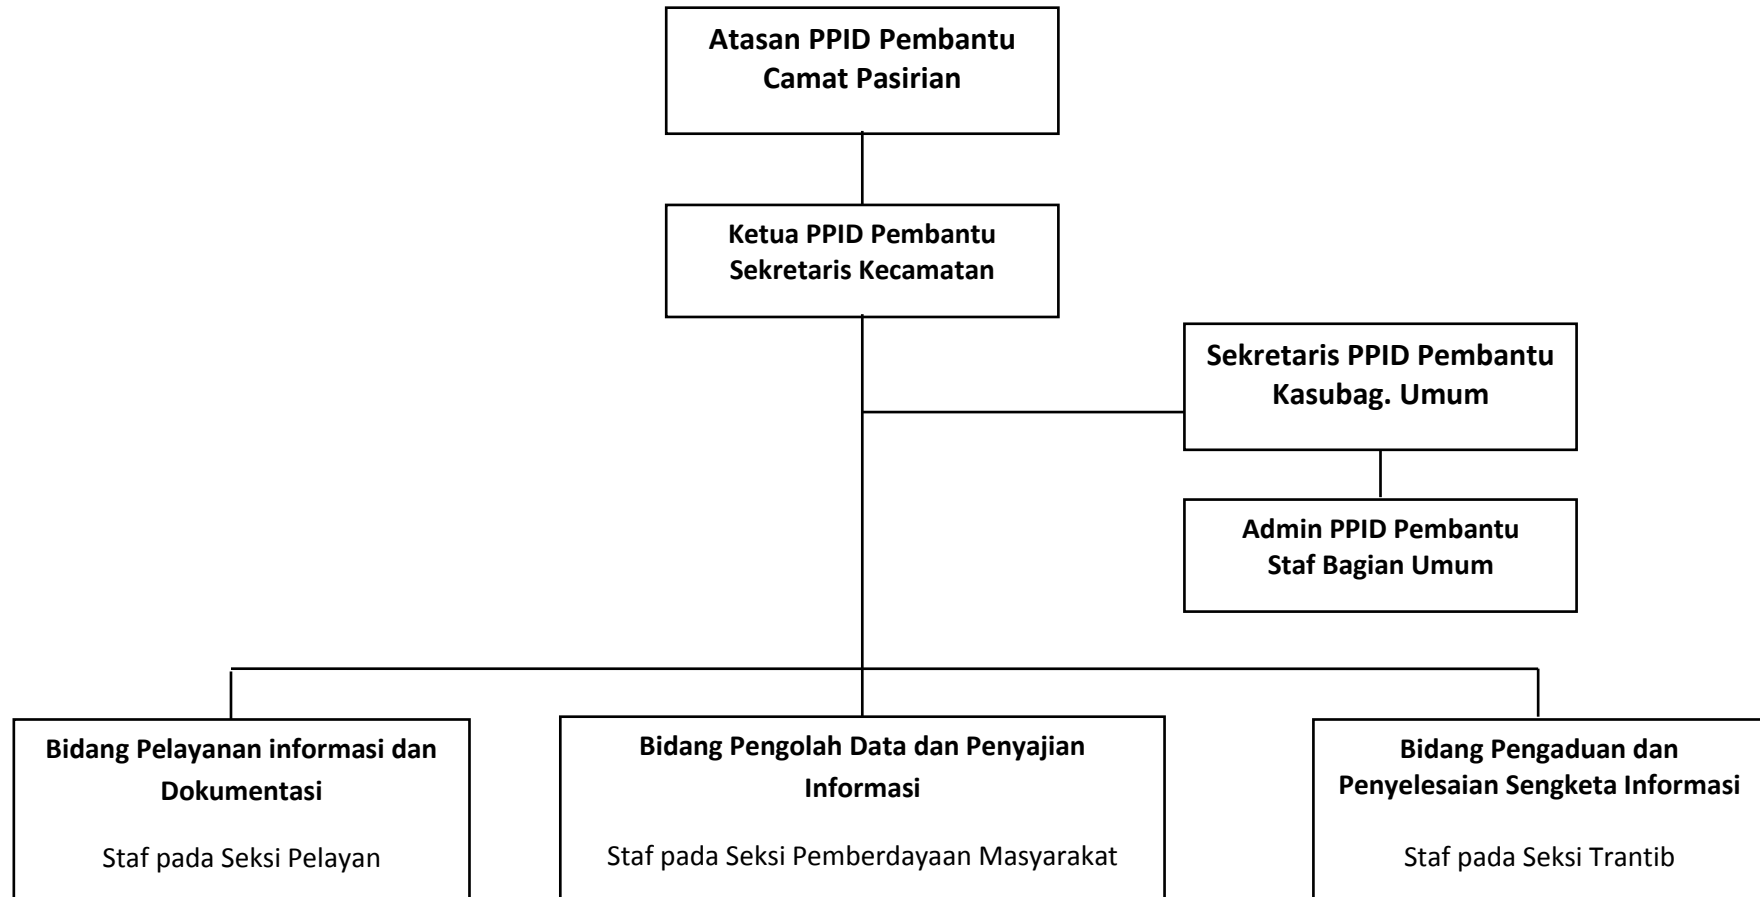 Atasan PPID Pembantu
Camat Pasirian
Ketua PPID Pembantu
Sekretaris Kecamatan
Sekretaris PPID Pembantu
Kasubag. Umum
Admin PPID Pembantu
Staf Bagian Umum
Bidang Pelayanan informasi dan
Dokumentasi
Staf pada Seksi Pelayan
Bidang Pengolah Data dan Penyajian
Informasi
Staf pada Seksi Pemberdayaan Masyarakat
Bidang Pengaduan dan
Penyelesaian Sengketa Informasi
Staf pada Seksi Trantib